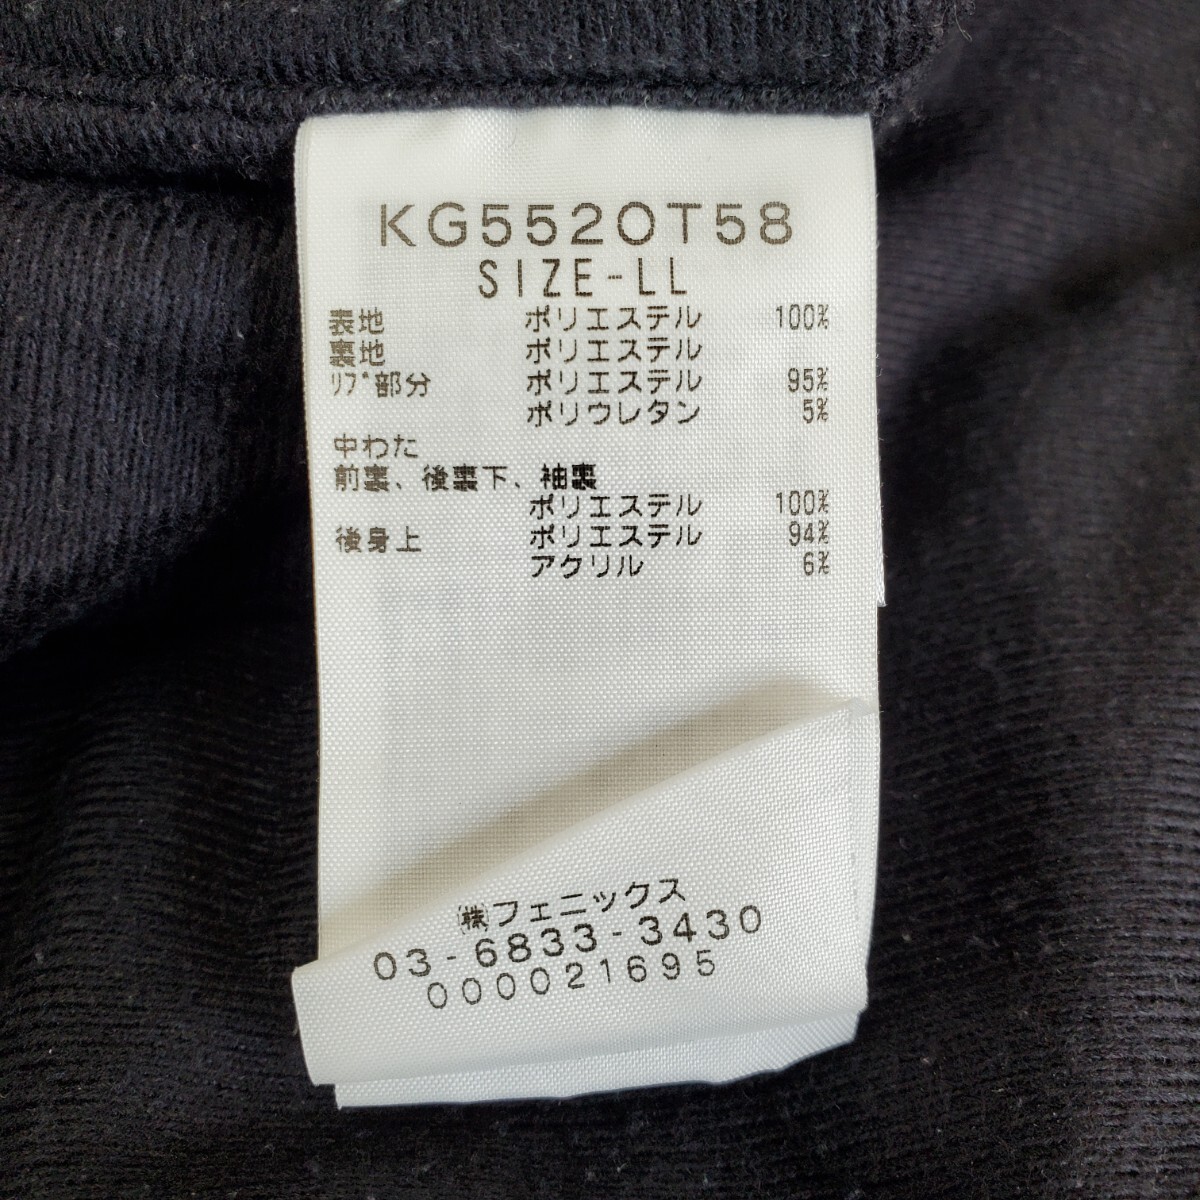 KG5520T58
SIZE-LL
表地 ポリエステル 100%
裏地 ポリエステル
ﾘﾌﾞ部分 ポリエステル 95%
ポリウレタン 5%
中わた
前裏、後裏下、袖裏
ポリエステル 100%
後身上 ポリエステル 94%
アクリル 6%
㈱フェニックス
03-6833-3430
000021695